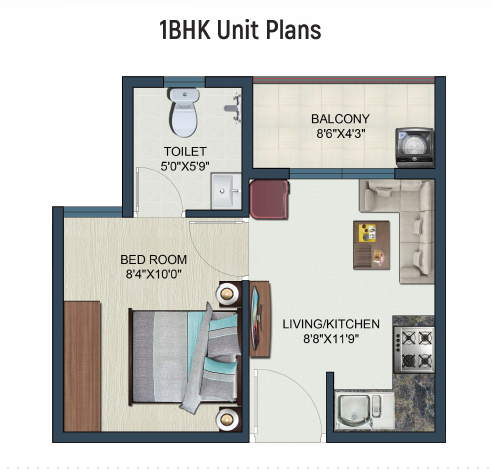 1BHK Unit Plans
BALCONY
8'6"X4'3"
TOILET
5'0"X5'9"
BED ROOM
8'4"X10'0"
LIVING/KITCHEN
8'8"X11'9"